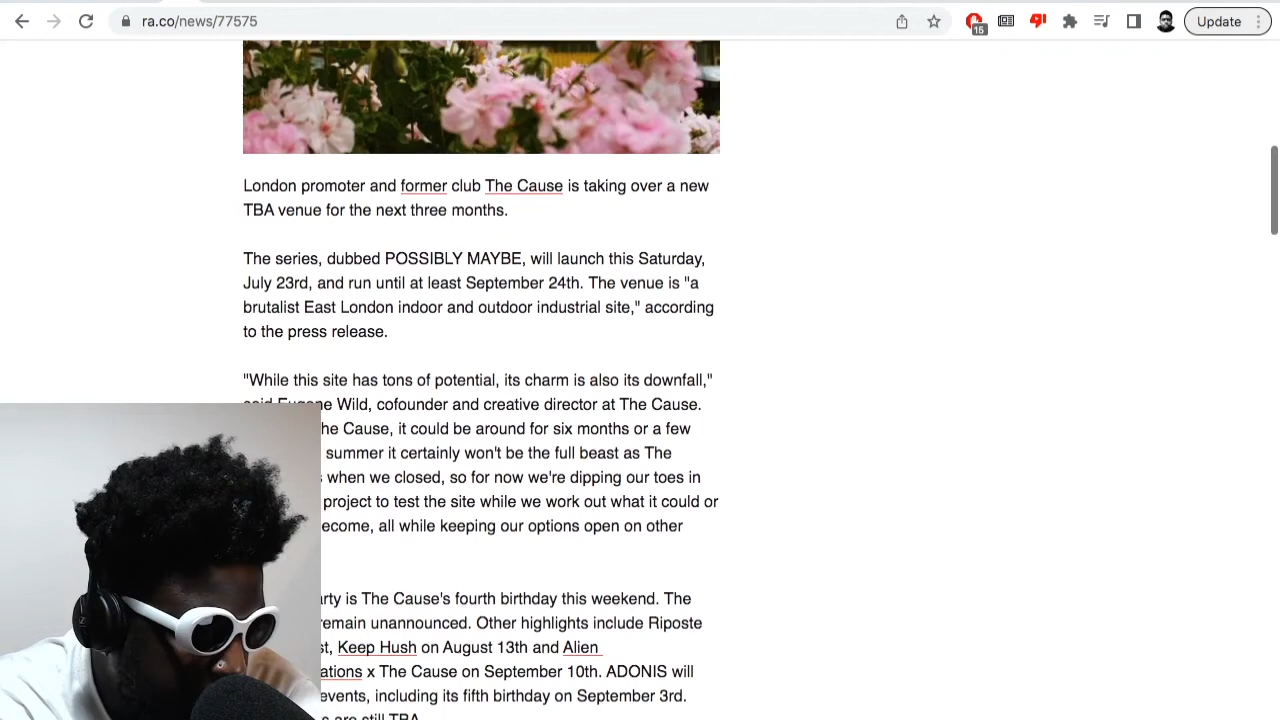 ra.co/news/77575
15
Update
London promoter and former club The Cause is taking over a new
TBA venue for the next three months.
The series, dubbed POSSIBLY MAYBE, will launch this Saturday,
July 23rd, and run until at least September 24th. The venue is "a
brutalist East London indoor and outdoor industrial site," according
to the press release.
"While this site has tons of potential, its charm is also its downfall,"
said Eugene Wild, cofounder and creative director at The Cause.
he Cause, it could be around for six months or a few
summer it certainly won't be the full beast as The
when we closed, so for now we're dipping our toes in
project to test the site while we work out what it could or
ecome, all while keeping our options open on other
arty is The Cause's fourth birthday this weekend. The
remain unannounced. Other highlights include Riposte
st, Keep Hush on August 13th and Alien
ations x The Cause on September 10th. ADONIS will
events, including its fifth birthday on September 3rd.
s are still TBA